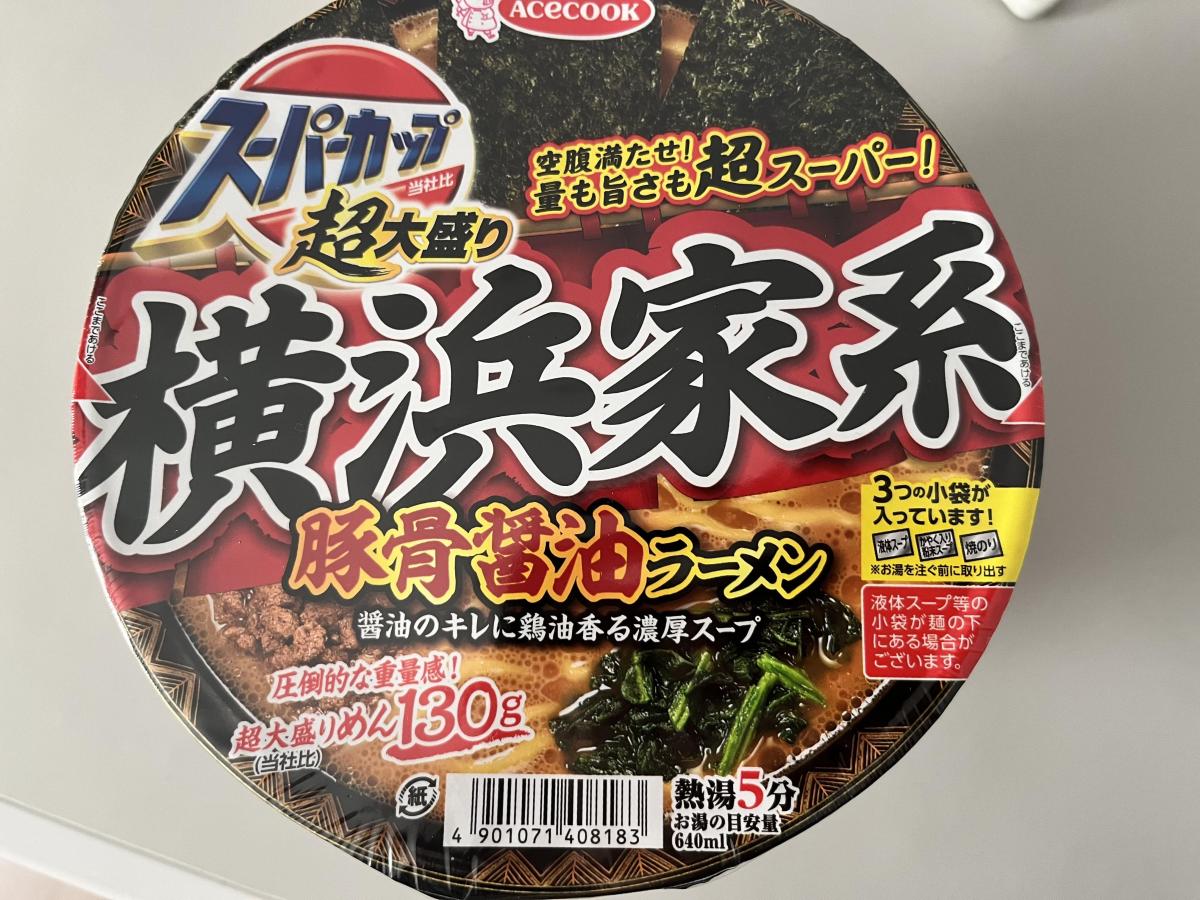 ACECOOK
スーパーカップ
当社比
超大盛り
空腹満たせ!
量も旨さも超スーパー!
横浜家系
ここまであける
ここまであける
豚骨醤油ラーメン
醤油のキレに鶏油香る濃厚スープ
3つの小袋が
入っています!
液体スープ
かやく入り
粉末スープ
焼のり
※お湯を注ぐ前に取り出す
液体スープ等の
小袋が麺の下
にある場合が
ございます。
圧倒的な重量感!
超大盛りめん130g
(当社比)
紙
4 901071 408183
熱湯5分
お湯の目安量
640ml